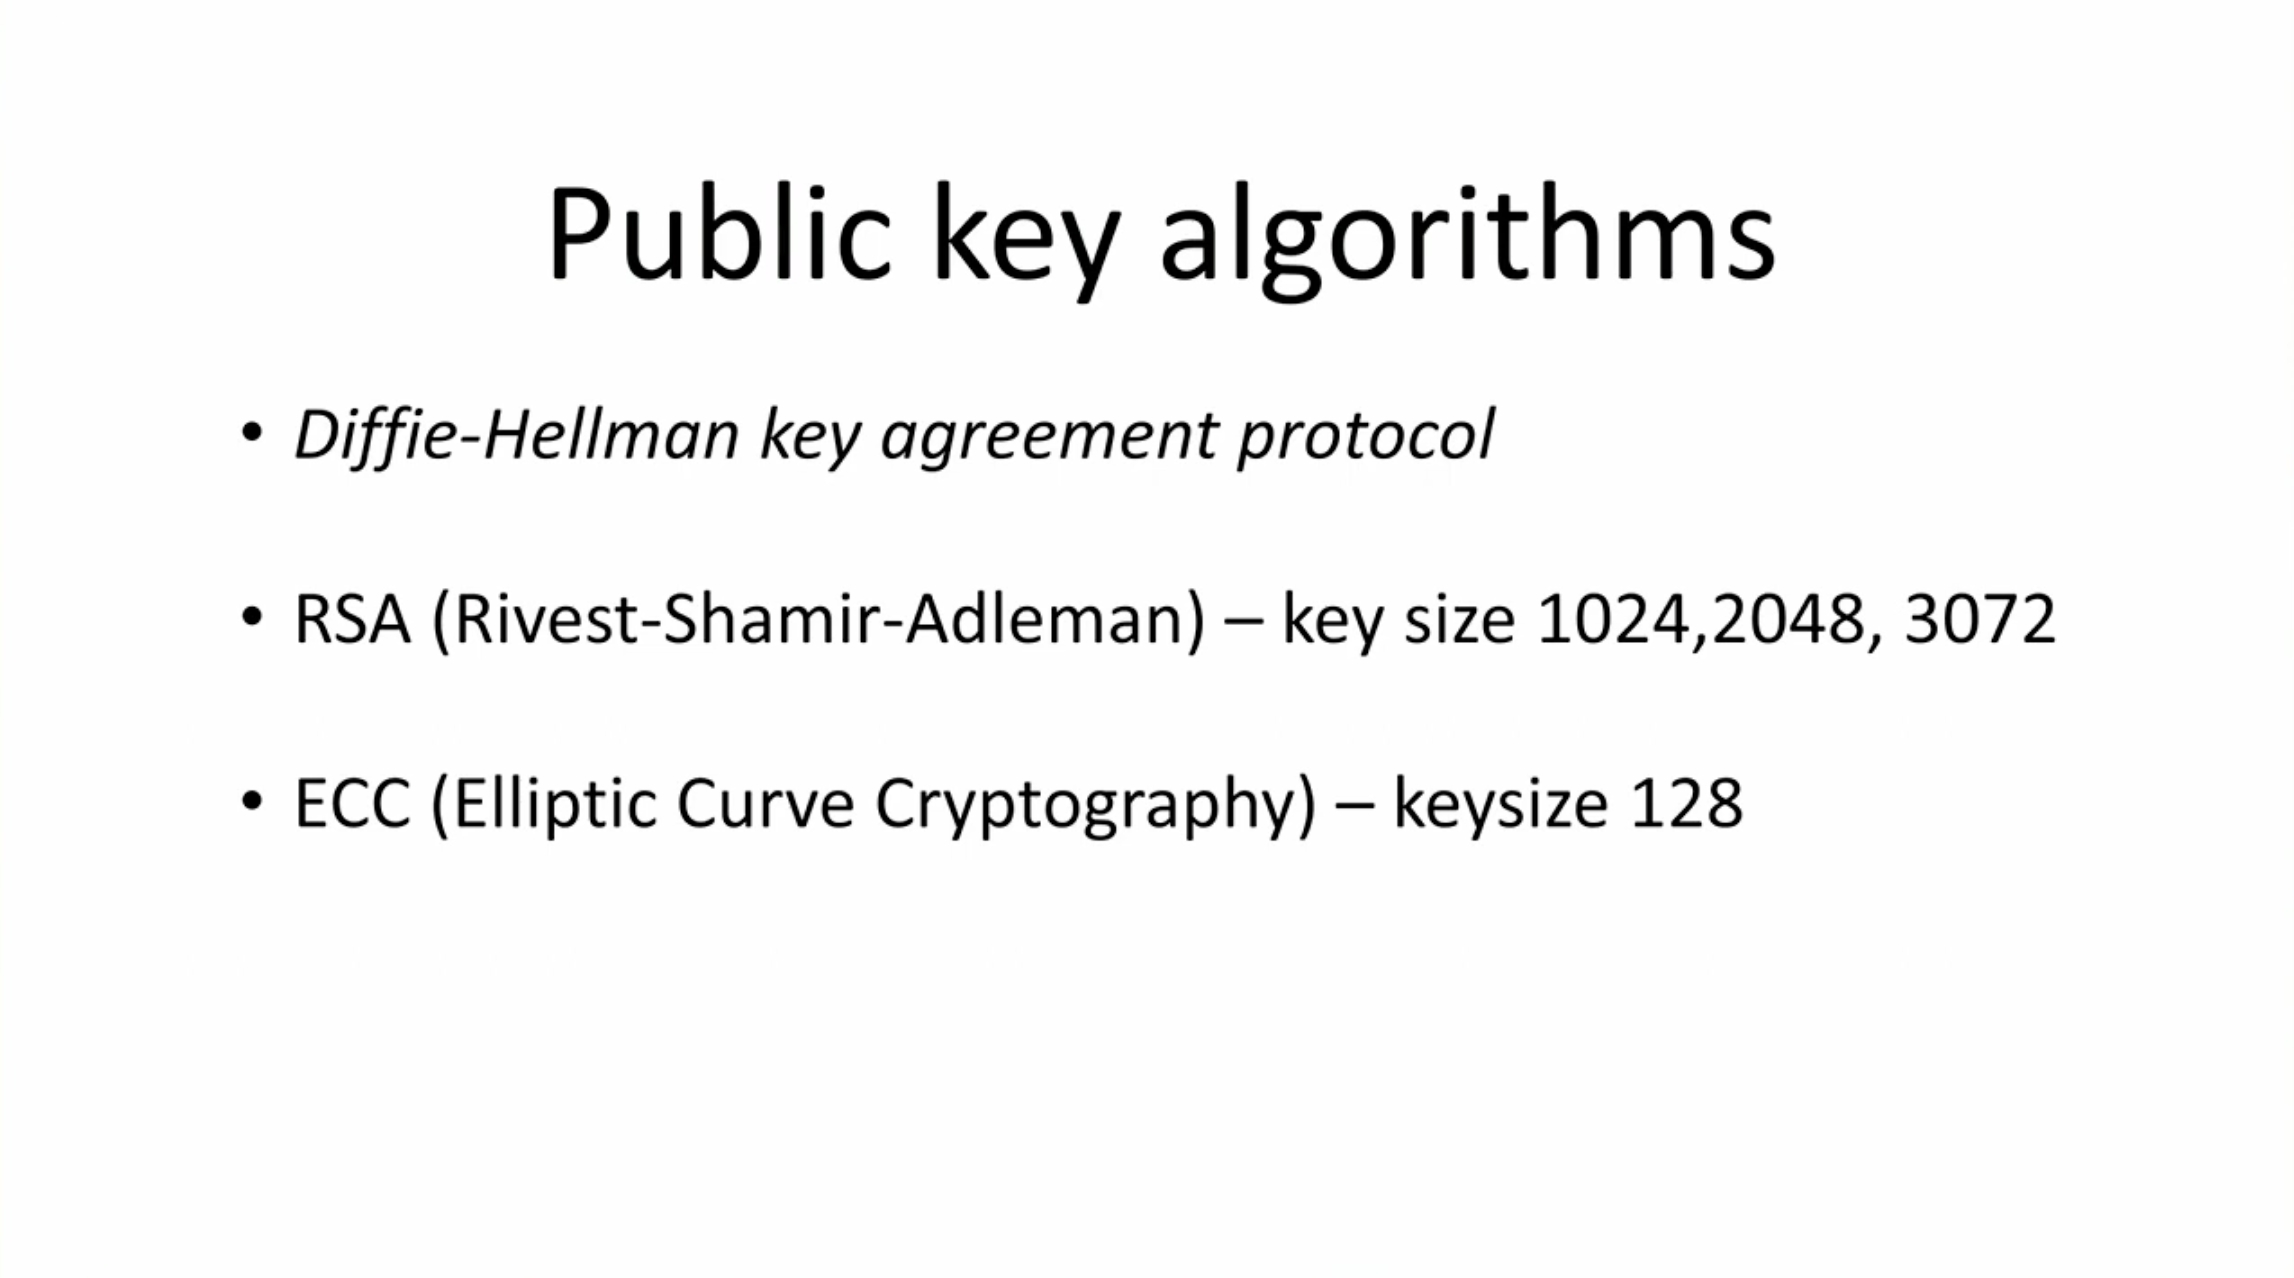 Public key algorithms
• Diffie-Hellman key agreement protocol
• RSA (Rivest-Shamir-Adleman) – key size 1024,2048, 3072
• ECC (Elliptic Curve Cryptography) – keysize 128